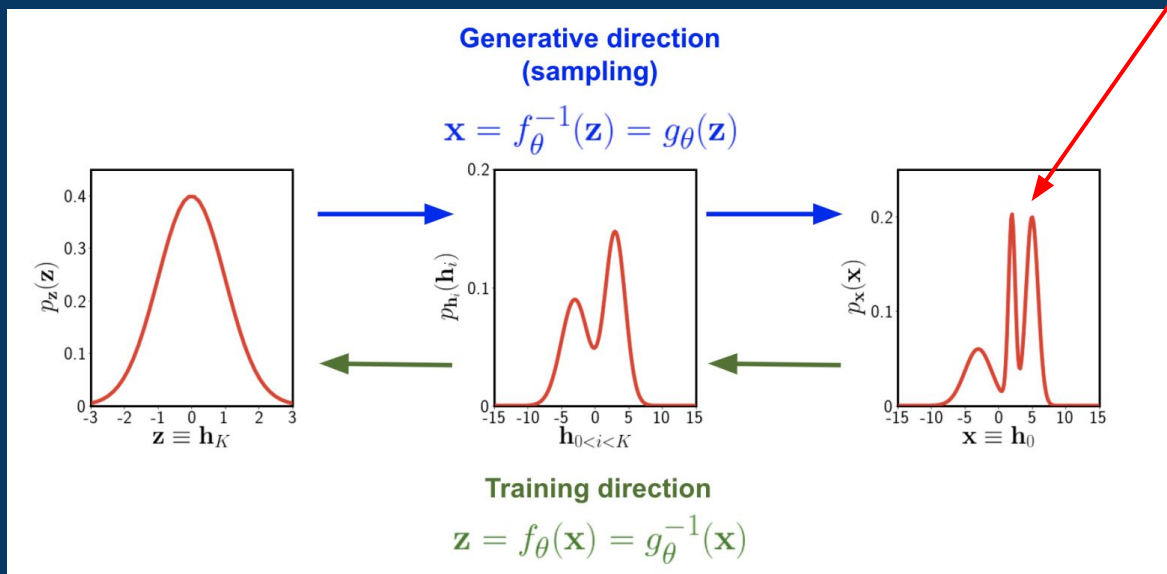 Generative direction
(sampling)
x = f_θ^{-1}(z) = g_θ(z)
0.4
0.3
0.2
0.1
0
p_z(z)
-3 -2 -1 0 1 2 3
z ≡ h_K
0.2
0.1
0
p_{h_i}(h_i)
-15 -10 -5 0 5 10 15
h_{0<i<K}
0.2
0.1
0
p_x(x)
-15 -10 -5 0 5 10 15
x ≡ h_0
Training direction
z = f_θ(x) = g_θ^{-1}(x)